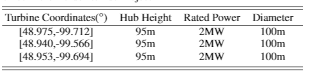 Turbine Coordinates(°) Hub Height Rated Power Diameter
[48.975,-99.712] 95m 2MW 100m
[48.940,-99.566] 95m 2MW 100m
[48.953,-99.694] 95m 2MW 100m